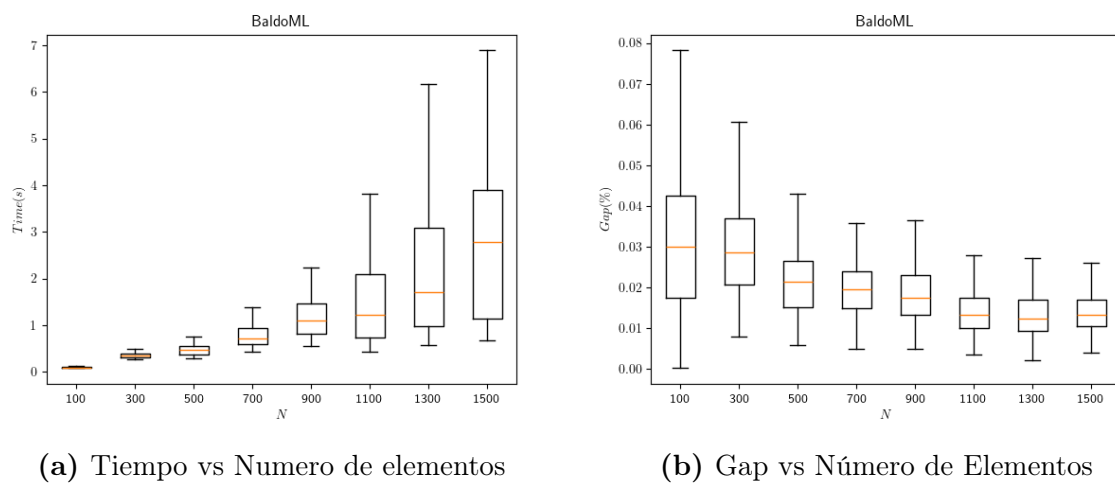 BaldoML
7
6
5
4
3
2
1
0
Time(s)
100 300 500 700 900 1100 1300 1500
N
(a) Tiempo vs Numero de elementos
BaldoML
0.08
0.07
0.06
0.05
0.04
0.03
0.02
0.01
0.00
Gap(%)
100 300 500 700 900 1100 1300 1500
N
(b) Gap vs Número de Elementos